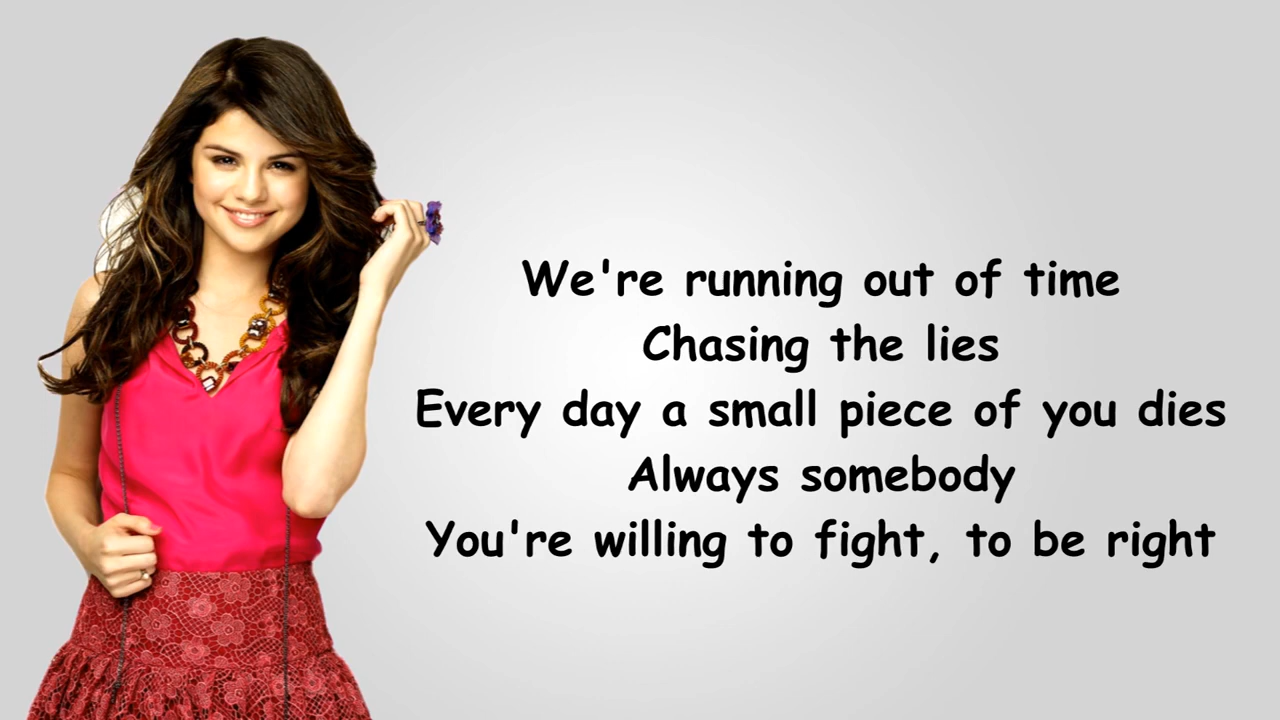 We're running out of time
Chasing the lies
Every day a small piece of you dies
Always somebody
You're willing to fight, to be right